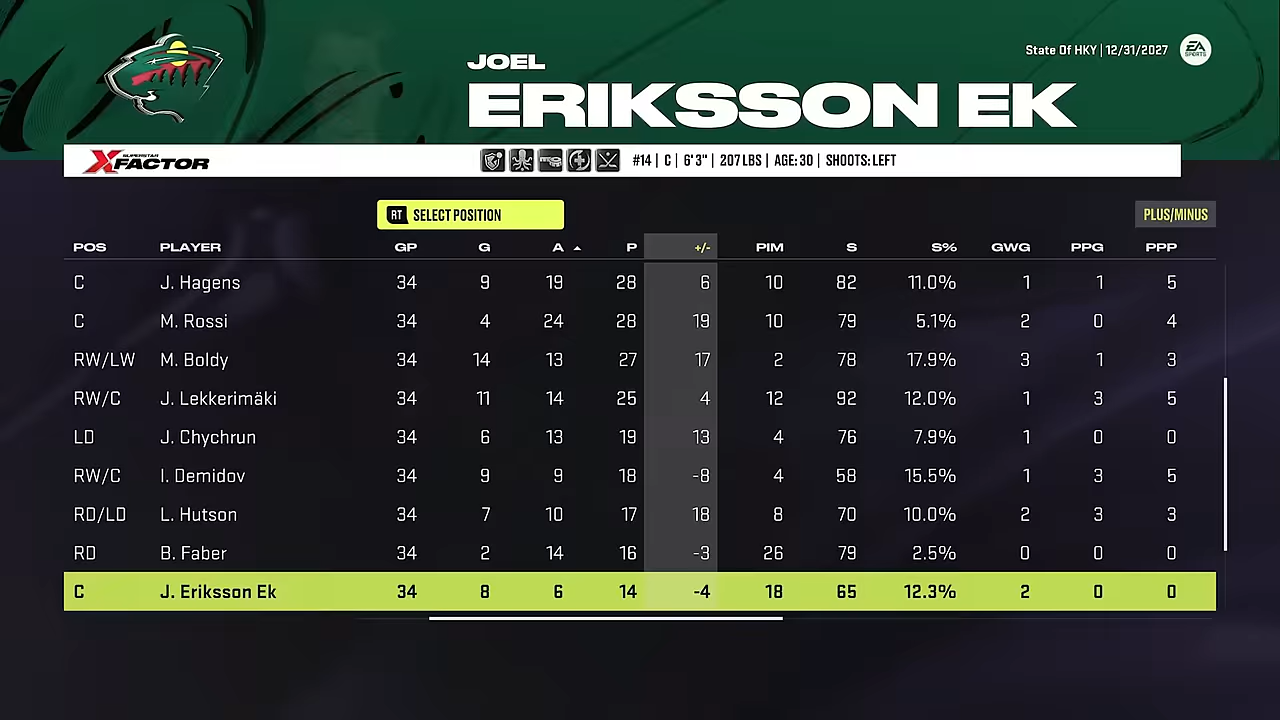 JOEL
ERIKSSON EK
State Of HKY | 12/31/2027
EA SPORTS
SUPERSTAR
X FACTOR
#14 | C | 6'3" | 207 LBS | AGE: 30 | SHOOTS: LEFT
RT SELECT POSITION
PLUS/MINUS
POS PLAYER GP G A P +/- PIM S S% GWG PPG PPP
C J. Hagens 34 9 19 28 6 10 82 11.0% 1 1 5
C M. Rossi 34 4 24 28 19 10 79 5.1% 2 0 4
RW/LW M. Boldy 34 14 13 27 17 2 78 17.9% 3 1 3
RW/C J. Lekkerimäki 34 11 14 25 4 12 92 12.0% 1 3 5
LD J. Chychrun 34 6 13 19 13 4 76 7.9% 1 0 0
RW/C I. Demidov 34 9 9 18 -8 4 58 15.5% 1 3 5
RD/LD L. Hutson 34 7 10 17 18 8 70 10.0% 2 3 3
RD B. Faber 34 2 14 16 -3 26 79 2.5% 0 0 0
C J. Eriksson Ek 34 8 6 14 -4 18 65 12.3% 2 0 0